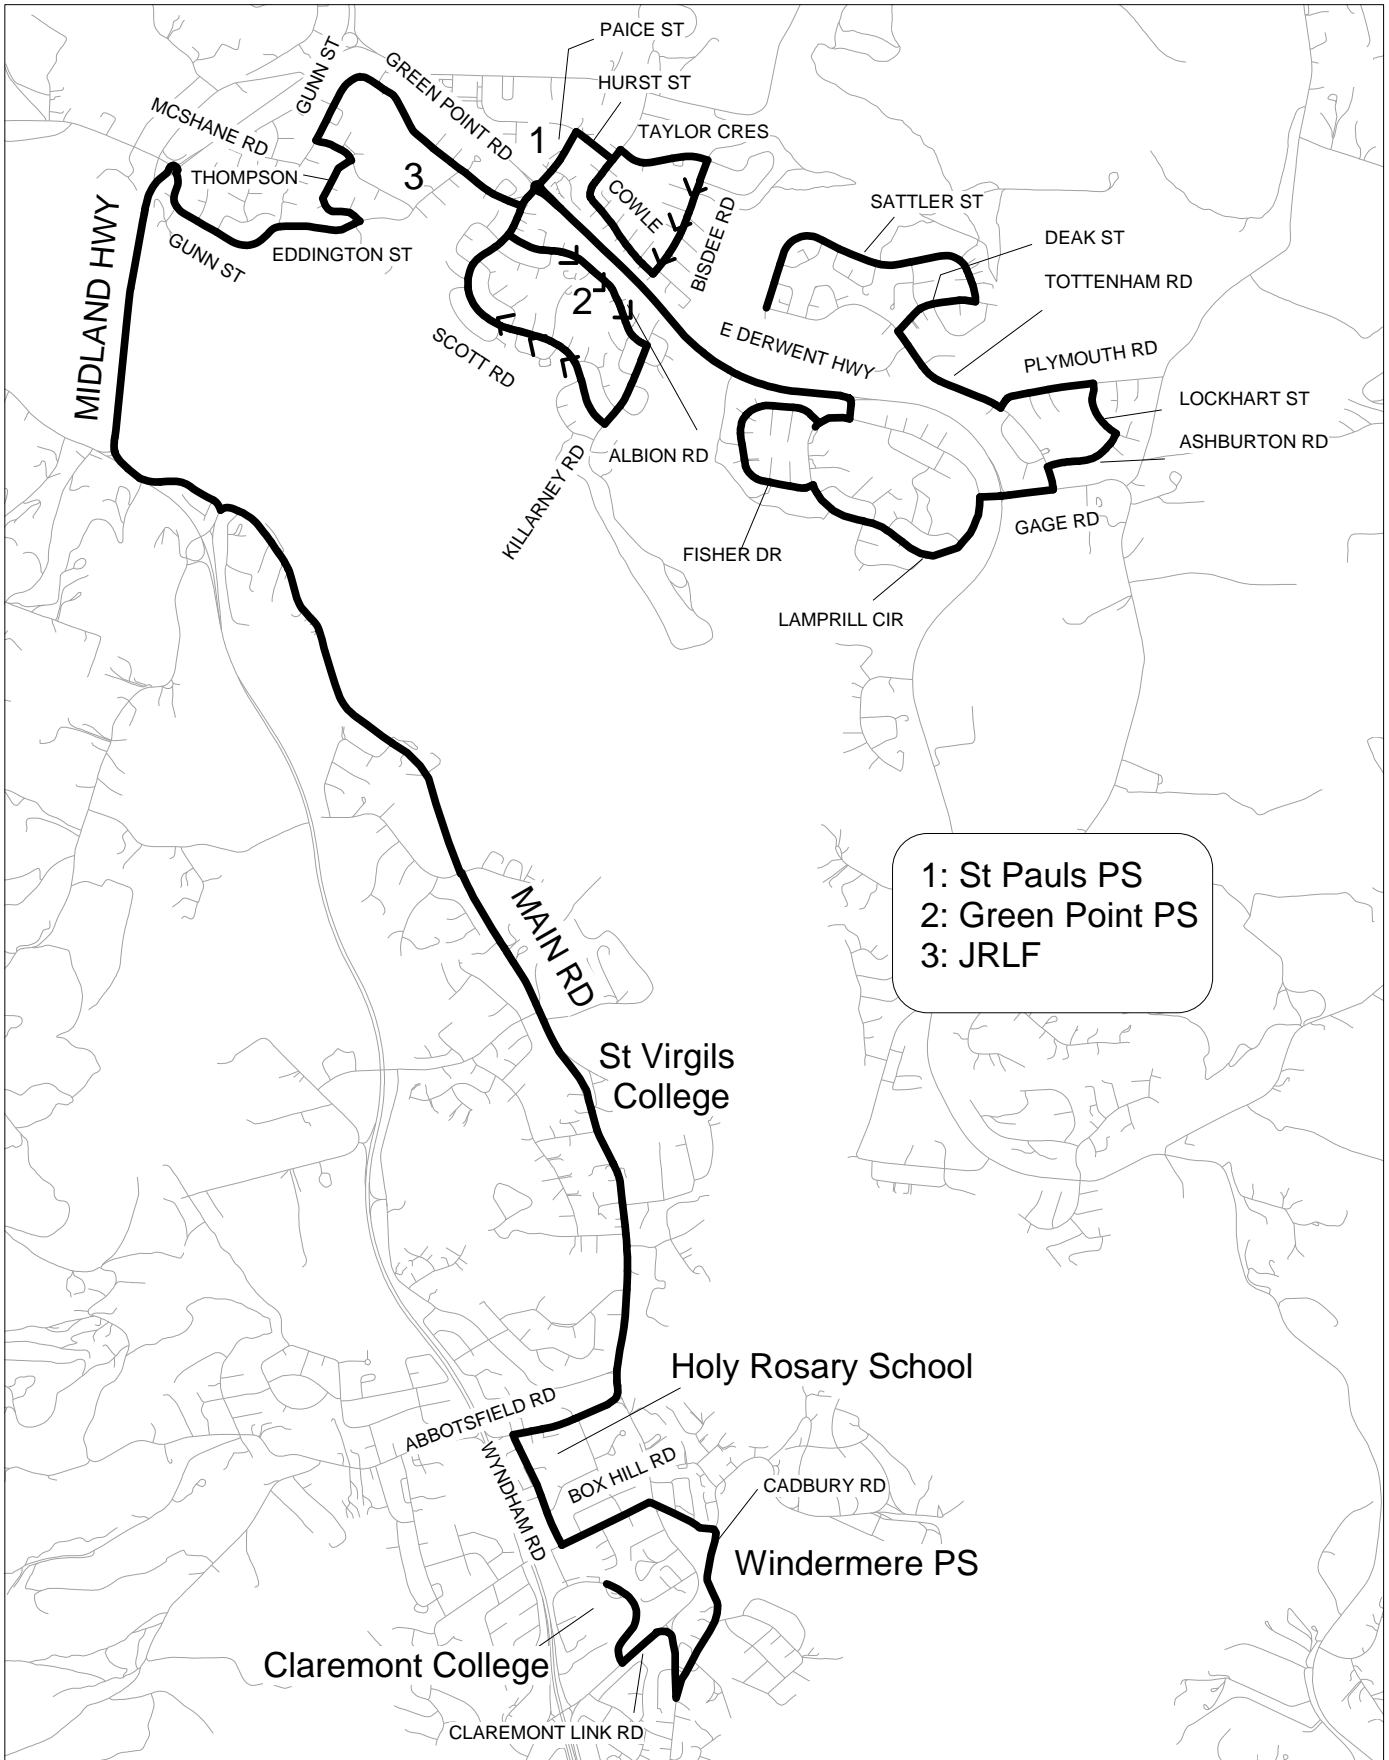 PAICE ST
GUNN ST
GREEN POINT RD
HURST ST
MCSHANE RD
1
TAYLOR CRES
THOMPSON
3
COWLE
SATTLER ST
MIDLAND HWY
GUNN ST
EDDINGTON ST
BISDEE RD
DEAK ST
TOTTENHAM RD
2
SCOTT RD
E DERWENT HWY
PLYMOUTH RD
LOCKHART ST
ALBION RD
ASHBURTON RD
KILLARNEY RD
GAGE RD
FISHER DR
LAMPRILL CIR
1: St Pauls PS
2: Green Point PS
3: JRLF
MAIN RD
St Virgils
College
Holy Rosary School
ABBOTSFIELD RD
WYNDHAM RD
BOX HILL RD
CADBURY RD
Windermere PS
Claremont College
CLAREMONT LINK RD